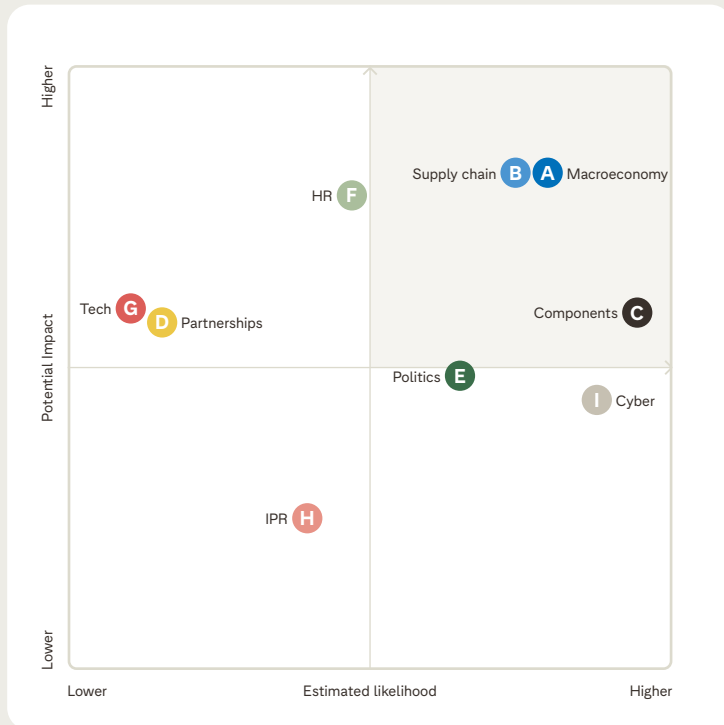 Higher
Supply chain B A Macroeconomy
HR F
Tech G
D Partnerships
Components C
Potential Impact
Politics E
I Cyber
IPR H
Lower
Lower Estimated likelihood Higher